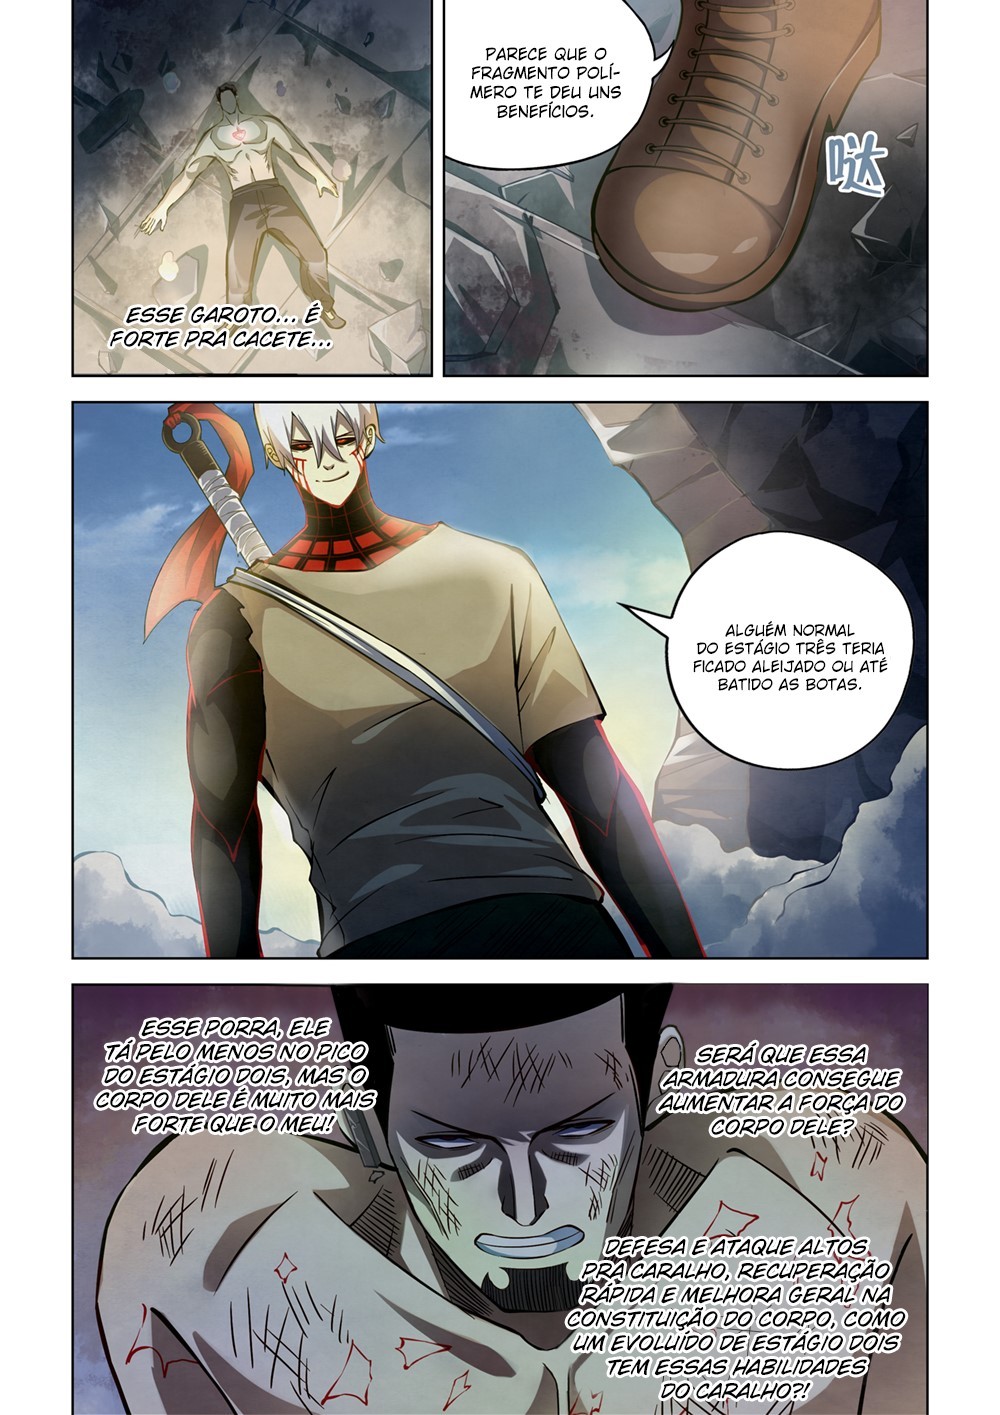 ESSE GAROTO... É
FORTE PRA CACETE...
PARECE QUE O
FRAGMENTO POLÍ-
MERO TE DEU UNS
BENEFÍCIOS.
哒
ALGUÉM NORMAL
DO ESTÁGIO TRÊS TERIA
FICADO ALEIJADO OU ATÉ
BATIDO AS BOTAS.
ESSE PORRA, ELE
TÁ PELO MENOS NO PICO
DO ESTÁGIO DOIS, MAS O
CORPO DELE É MUITO MAIS
FORTE QUE O MEU!
SERÁ QUE ESSA
ARMADURA CONSEGUE
AUMENTAR A FORÇA DO
CORPO DELE?
DEFESA E ATAQUE ALTOS
PRA CARALHO, RECUPERAÇÃO
RÁPIDA E MELHORA GERAL NA
CONSTITUIÇÃO DO CORPO, COMO
UM EVOLUÍDO DE ESTÁGIO DOIS
TEM ESSAS HABILIDADES
DO CARALHO?!